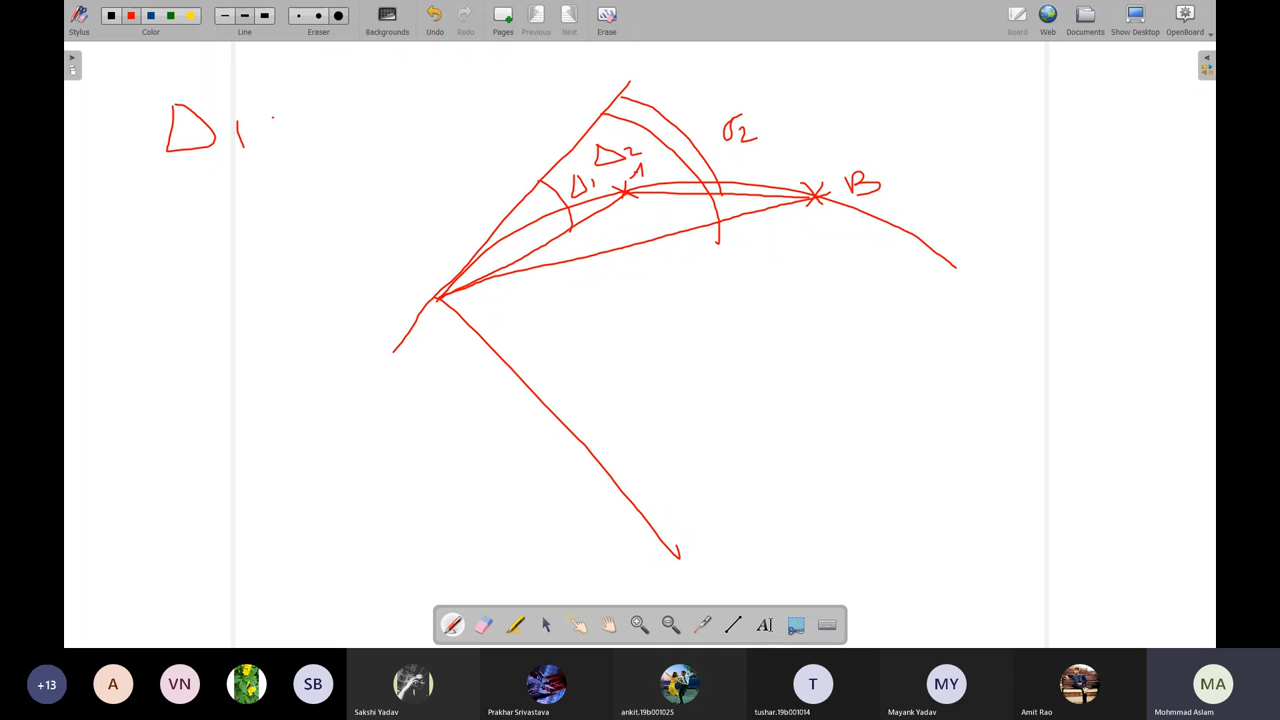 Stylus
Color
Line
Eraser
Backgrounds
Undo
Redo
Pages
Previous
Next
Erase
Board
Web
Documents
Show Desktop
OpenBoard
Δ1
σ2
Δ2
A
Δ1
B
AI
+13
A
VN
SB
T
MY
MA
Sakshi Yadav
Prakhar Srivastava
ankit.19b001025
tushar.19b001014
Mayank Yadav
Amit Rao
Mohmmad Aslam